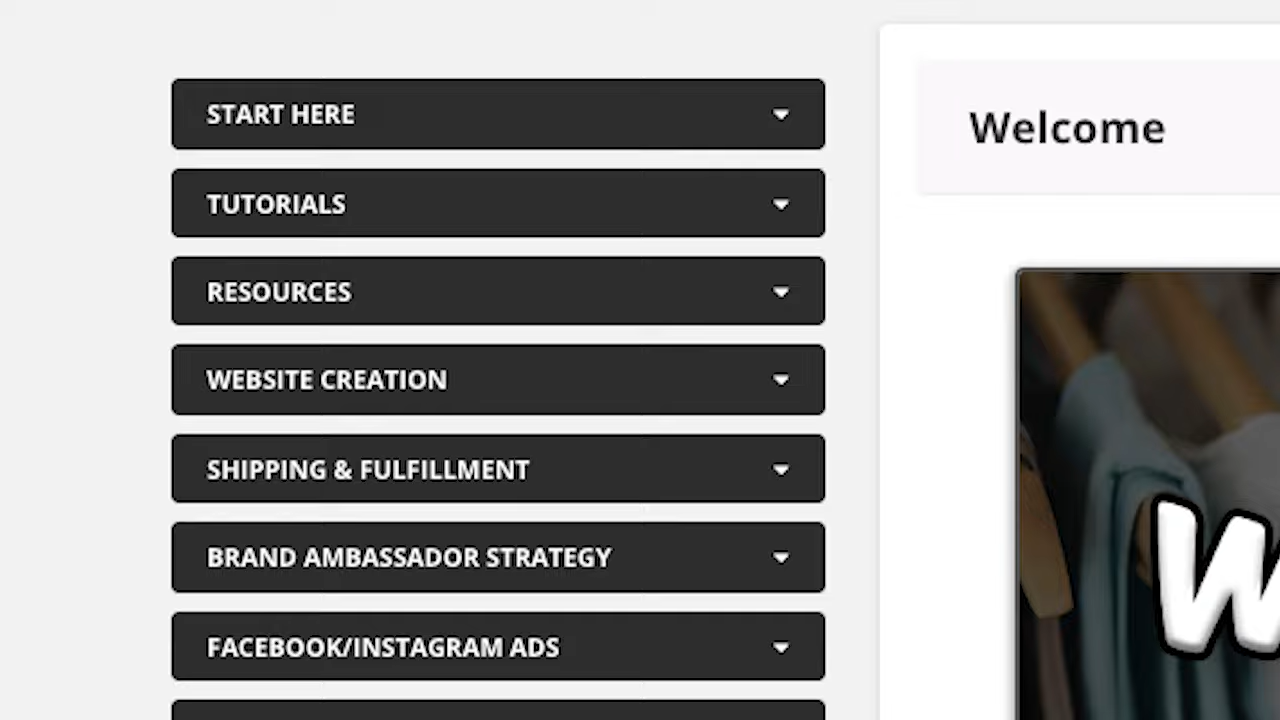 START HERE
TUTORIALS
RESOURCES
WEBSITE CREATION
SHIPPING & FULFILLMENT
BRAND AMBASSADOR STRATEGY
FACEBOOK/INSTAGRAM ADS
Welcome
W